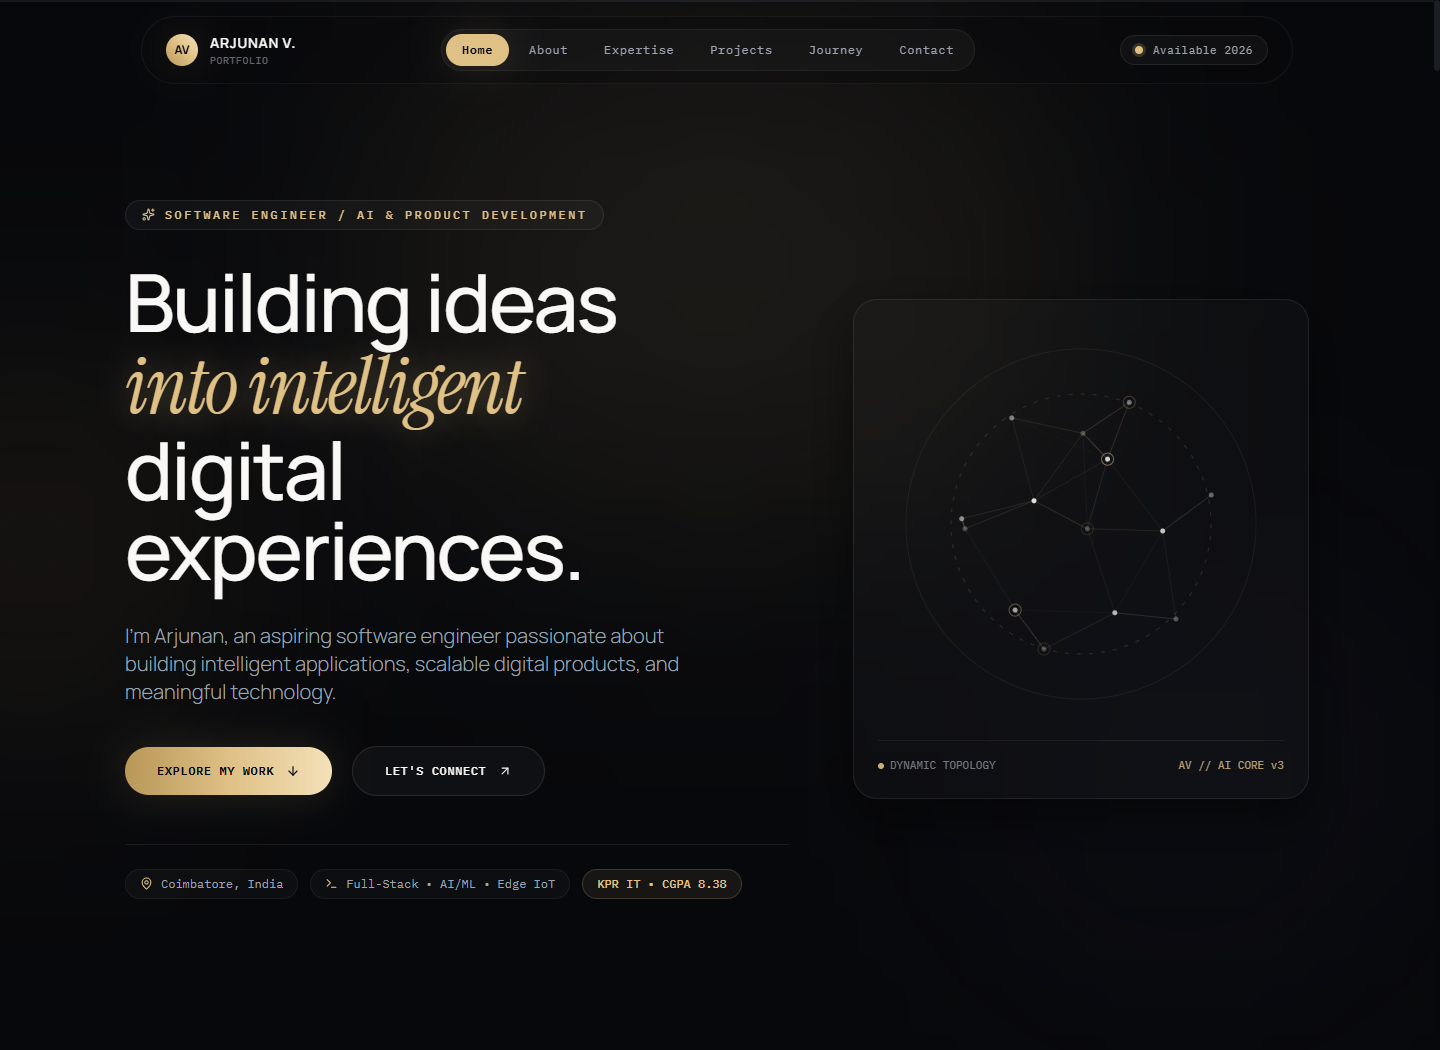 AV
ARJUNAN V.
PORTFOLIO
Home
About
Expertise
Projects
Journey
Contact
Available 2026
SOFTWARE ENGINEER / AI & PRODUCT DEVELOPMENT
Building ideas
into intelligent
digital
experiences.
I'm Arjunan, an aspiring software engineer passionate about
building intelligent applications, scalable digital products, and
meaningful technology.
EXPLORE MY WORK
LET'S CONNECT
Coimbatore, India
Full-Stack • AI/ML • Edge IoT
KPR IT • CGPA 8.38
DYNAMIC TOPOLOGY
AV // AI CORE v3